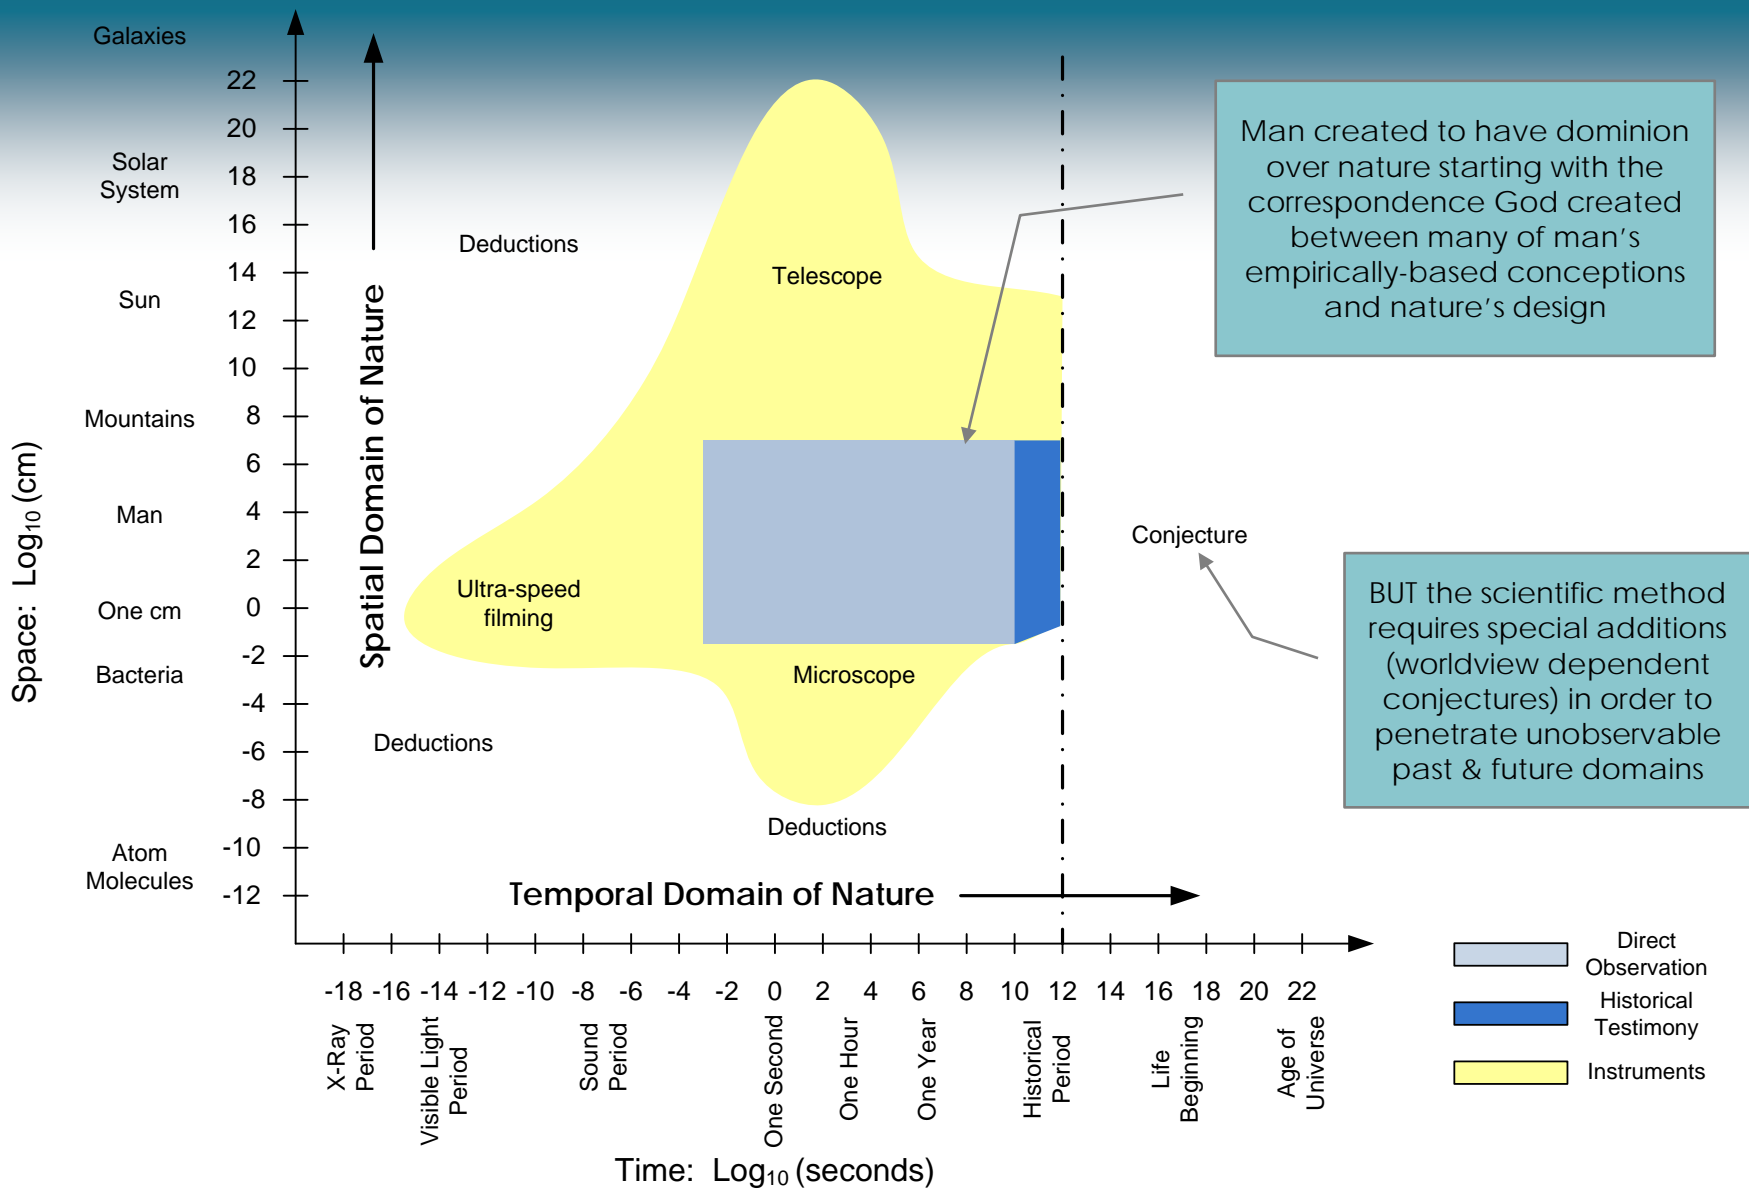 Galaxies
Solar
System
Sun
Mountains
Man
One cm
Bacteria
Atom
Molecules
Space: Log10 (cm)
22
20
18
16
14
12
10
8
6
4
2
0
-2
-4
-6
-8
-10
-12
Spatial Domain of Nature
Deductions
Telescope
Ultra-speed
filming
Microscope
Deductions
Deductions
Conjecture
Man created to have dominion
over nature starting with the
correspondence God created
between many of man's
empirically-based conceptions
and nature's design
BUT the scientific method
requires special additions
(worldview dependent
conjectures) in order to
penetrate unobservable
past & future domains
Temporal Domain of Nature
-18 -16 -14 -12 -10 -8 -6 -4 -2 0 2 4 6 8 10 12 14 16 18 20 22
X-Ray
Period
Visible Light
Period
Sound
Period
One Second
One Hour
One Year
Historical
Period
Life
Beginning
Age of
Universe
Time: Log10 (seconds)
Direct
Observation
Historical
Testimony
Instruments